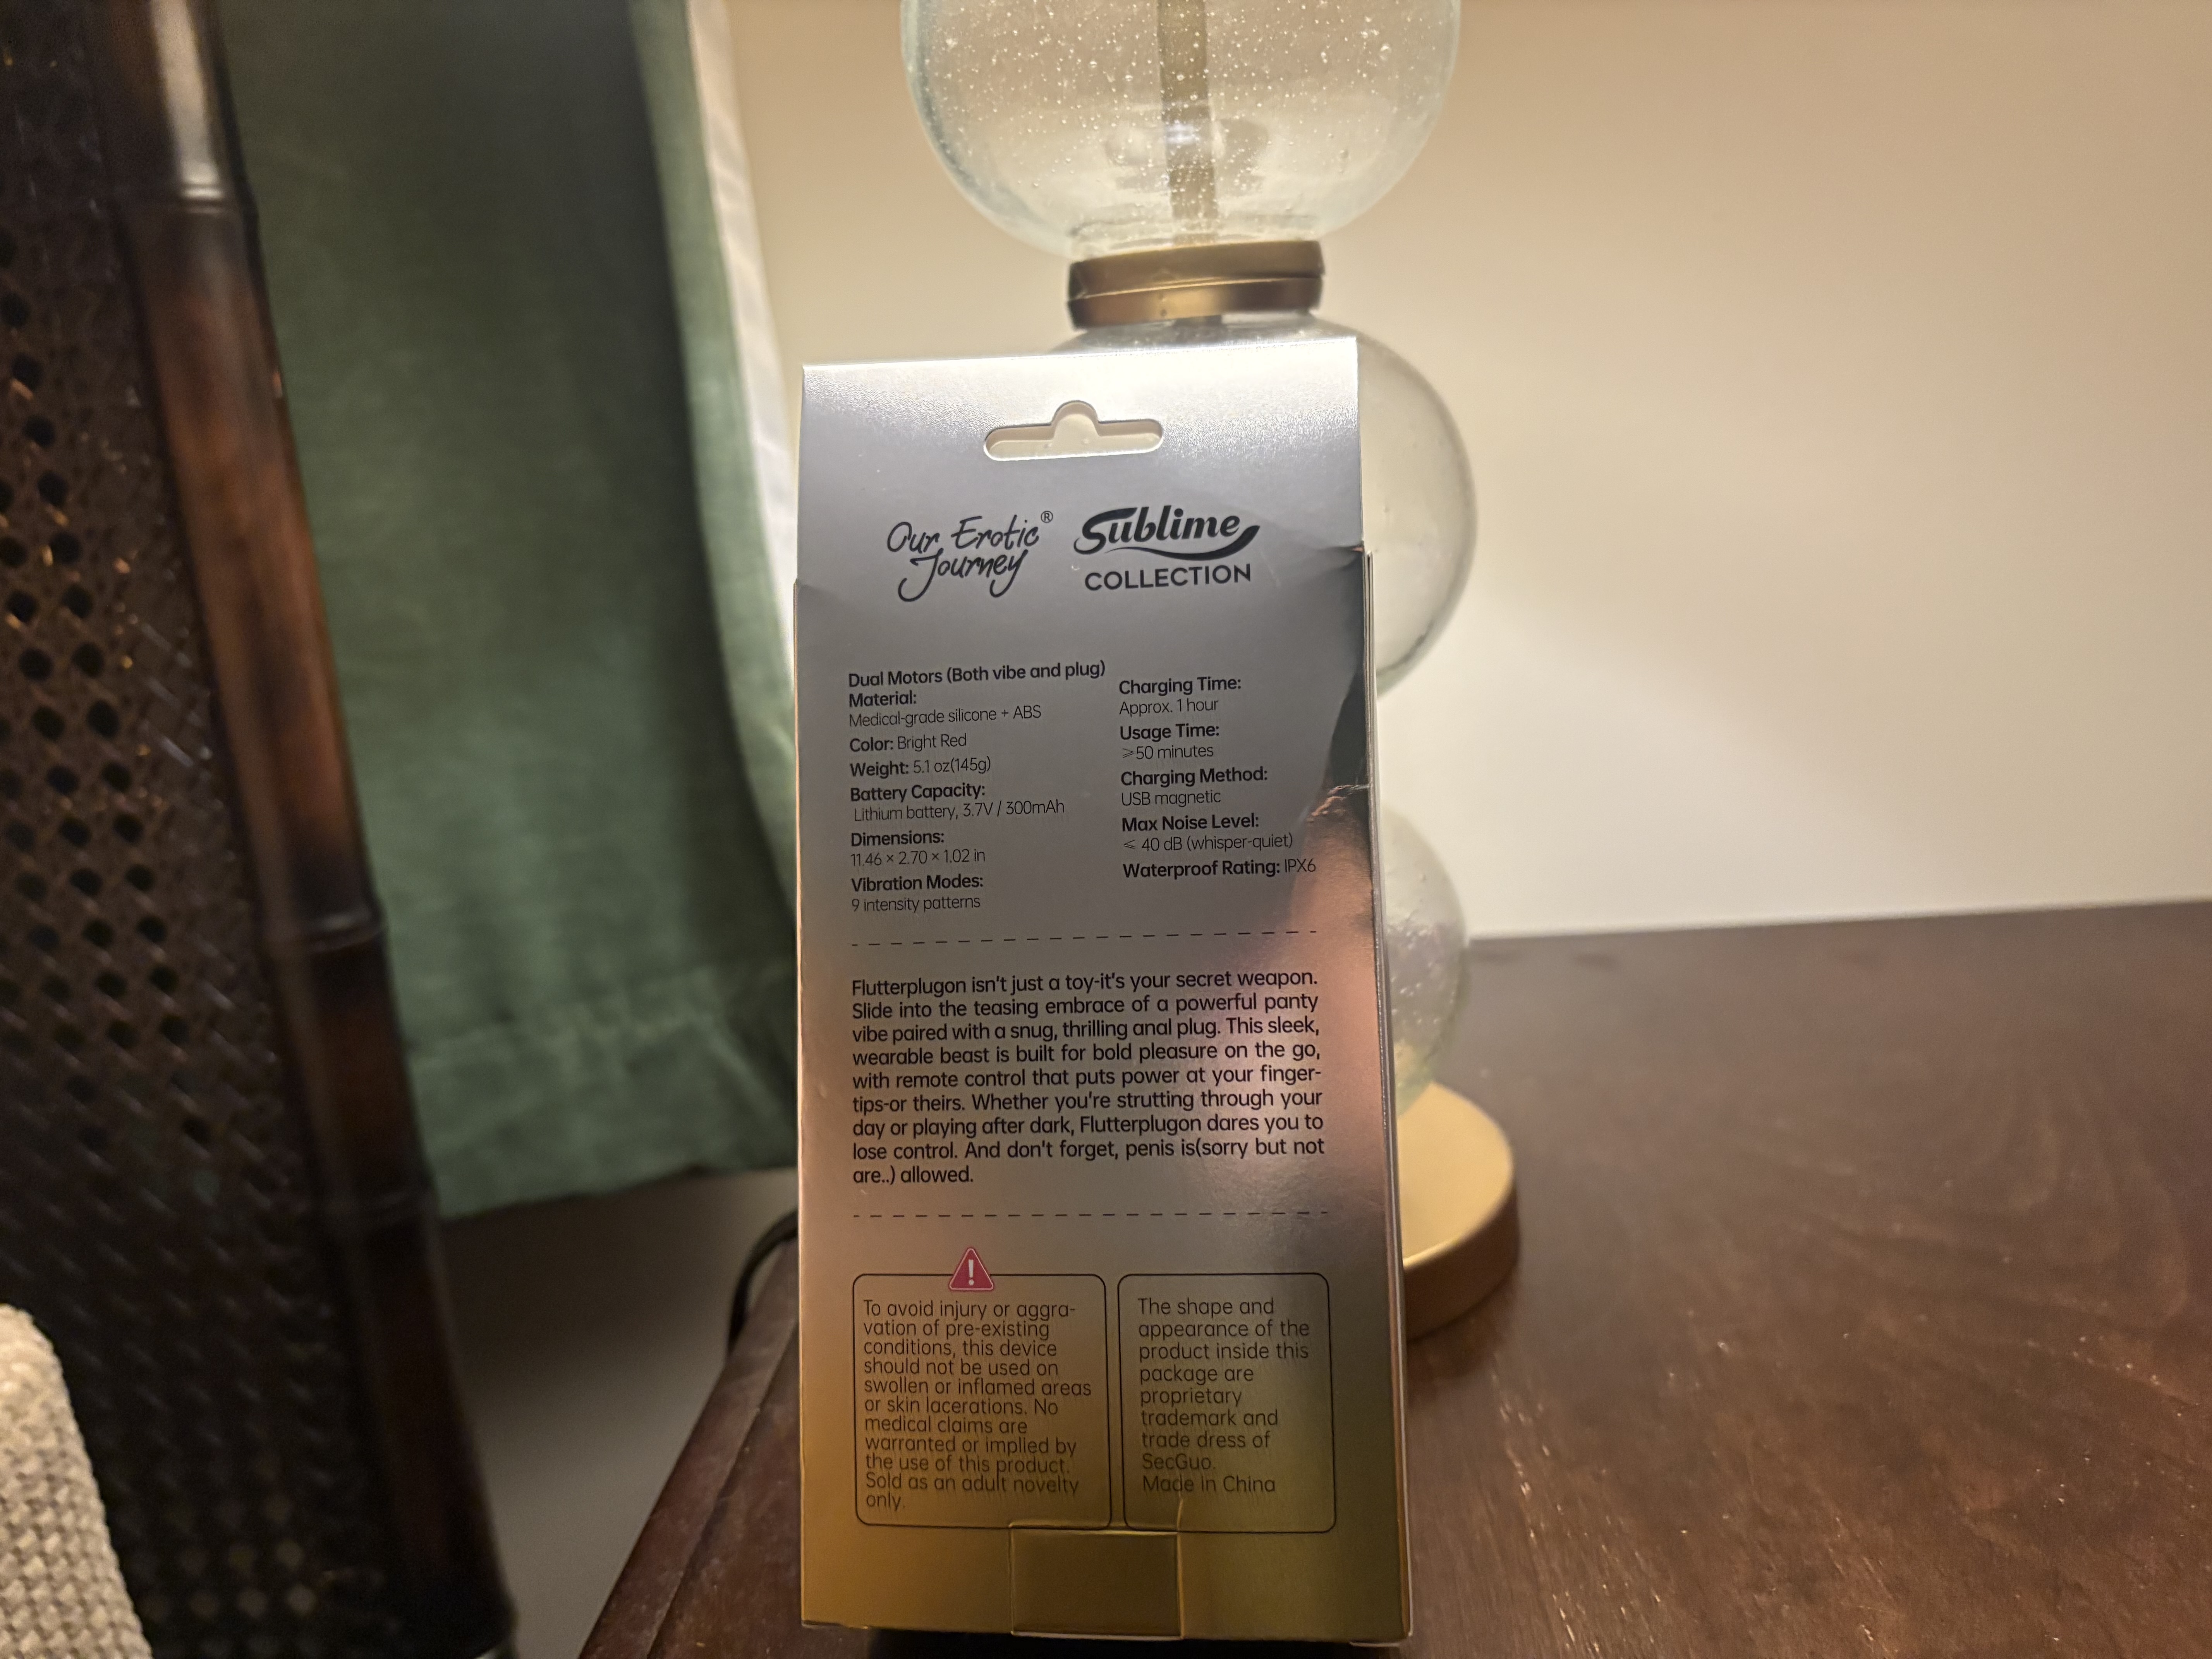 Our Erotic®
Journey
Sublime
COLLECTION
Dual Motors (Both vibe and plug)
Material:
Medical-grade silicone + ABS
Color: Bright Red
Weight: 5.1 oz(145g)
Battery Capacity:
Lithium battery, 3.7V / 300mAh
Dimensions:
11.46 × 2.70 × 1.02 in
Vibration Modes:
9 intensity patterns
Charging Time:
Approx. 1 hour
Usage Time:
⩾50 minutes
Charging Method:
USB magnetic
Max Noise Level:
⩽ 40 dB (whisper-quiet)
Waterproof Rating: IPX6
Flutterplugon isn't just a toy-it's your secret weapon.
Slide into the teasing embrace of a powerful panty
vibe paired with a snug, thrilling anal plug. This sleek,
wearable beast is built for bold pleasure on the go,
with remote control that puts power at your finger-
tips-or theirs. Whether you're strutting through your
day or playing after dark, Flutterplugon dares you to
lose control. And don't forget, penis is(sorry but not
are..) allowed.
!
To avoid injury or aggra-
vation of pre-existing
conditions, this device
should not be used on
swollen or inflamed areas
or skin lacerations. No
medical claims are
warranted or implied by
the use of this product.
Sold as an adult novelty
only.
The shape and
appearance of the
product inside this
package are
proprietary
trademark and
trade dress of
SecGuo.
Made in China